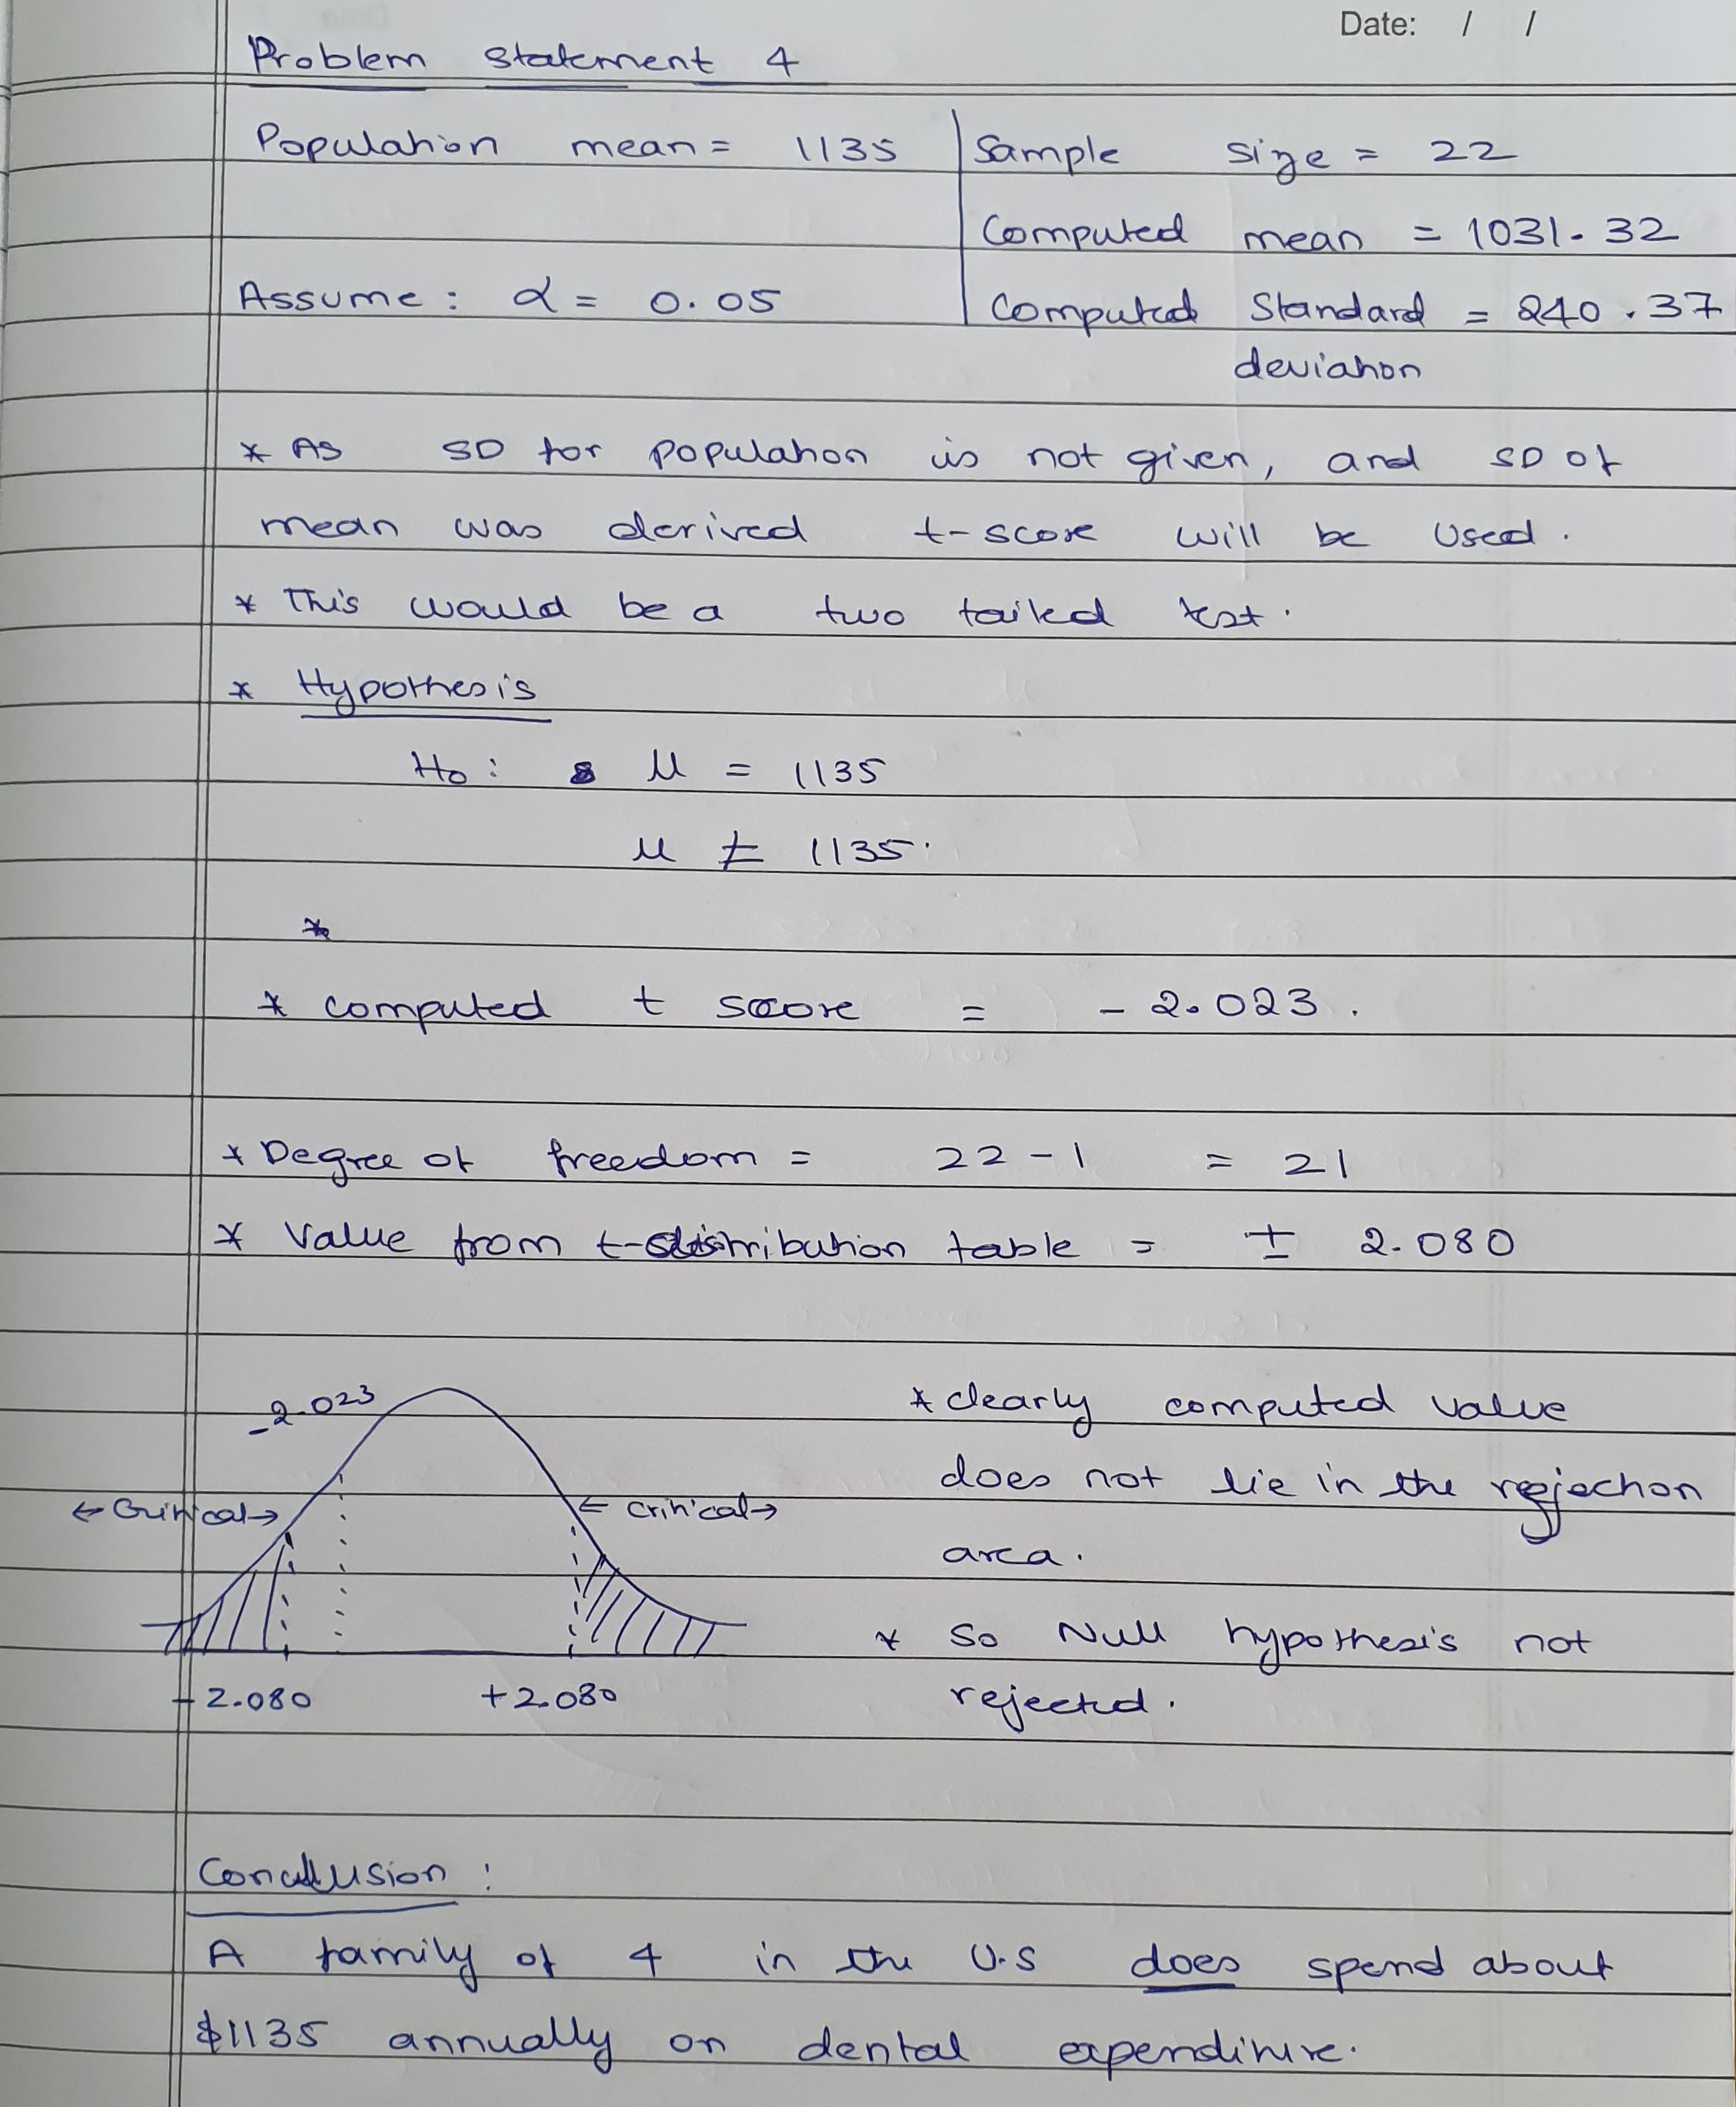 Date: / /
Problem Statement 4
Population mean = 1135
Sample size = 22
Computed mean = 1031.32
Assume : α = 0.05
Computed Standard = 240.37
deviation
* As SD for population is not given, and SD of
mean was derived t-score will be used.
* This would be a two tailed test.
* Hypothesis
Ho : μ = 1135
μ ≠ 1135.
*
* computed t score = - 2.023.
* Degree of freedom = 22 - 1 = 21
* Value from t-distribution table = ± 2.080
-2.023
← Critical →
← critical →
- 2.080
+2.080
* clearly computed value
does not lie in the rejection
area.
* So Null hypothesis not
rejected.
Conclusion :
A family of 4 in the U.S does spend about
$1135 annually on dental expenditure.